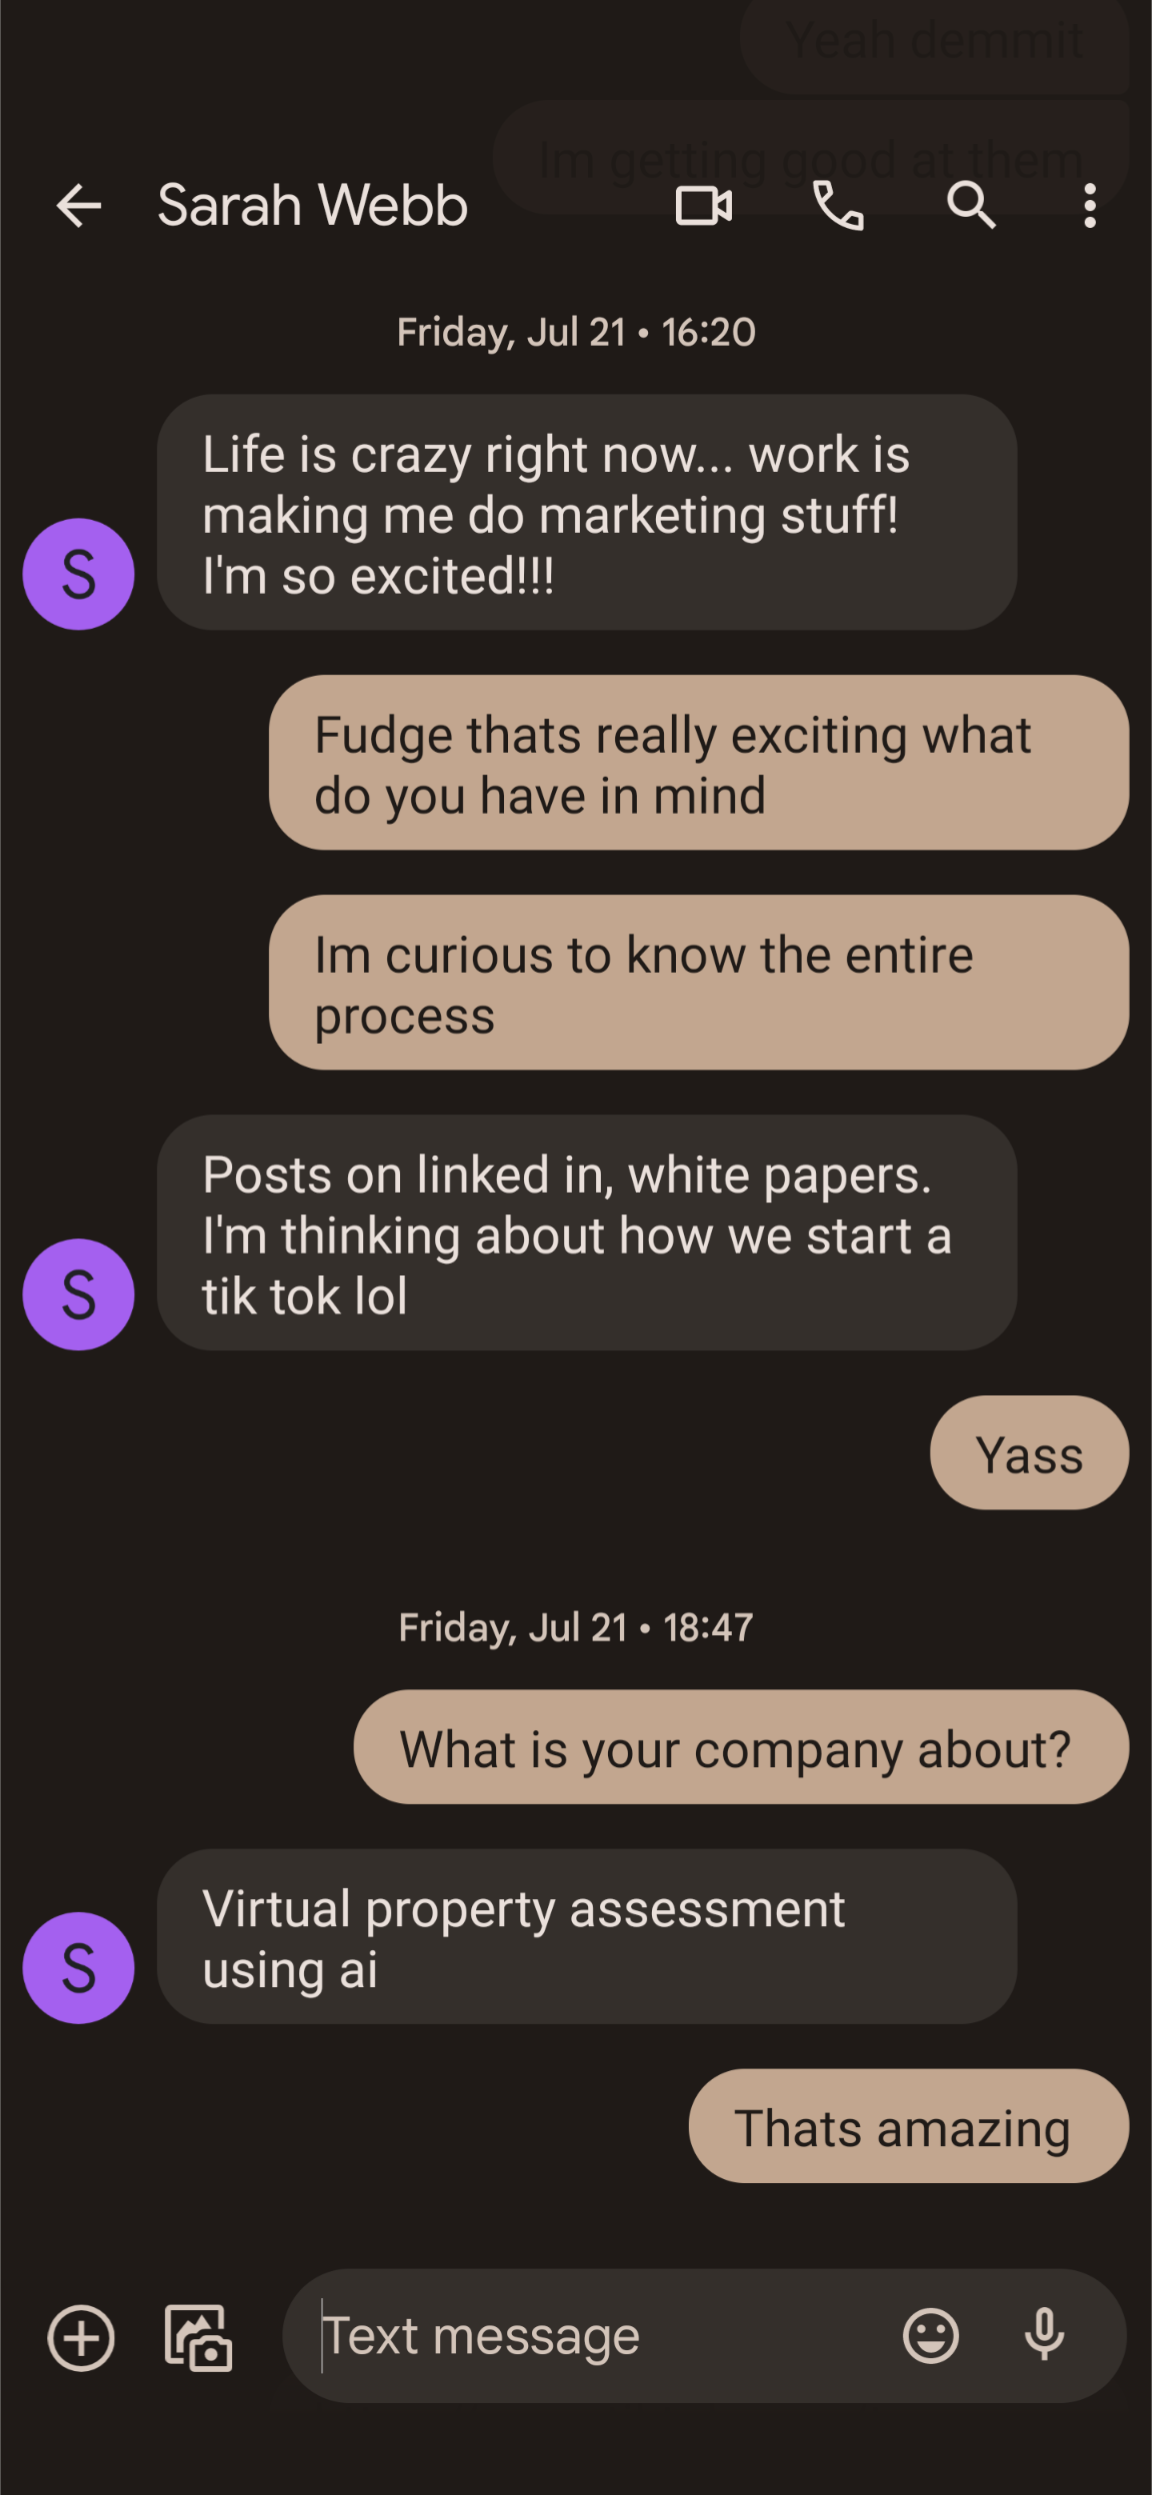 Yeah demmit
Im getting good at them
Sarah Webb
Friday, Jul 21 • 16:20
Life is crazy right now... work is
making me do marketing stuff!
I'm so excited!!!
S
Fudge thats really exciting what
do you have in mind
Im curious to know the entire
process
Posts on linked in, white papers.
I'm thinking about how we start a
tik tok lol
S
Yass
Friday, Jul 21 • 18:47
What is your company about?
Virtual property assessment
using ai
S
Thats amazing
Text message